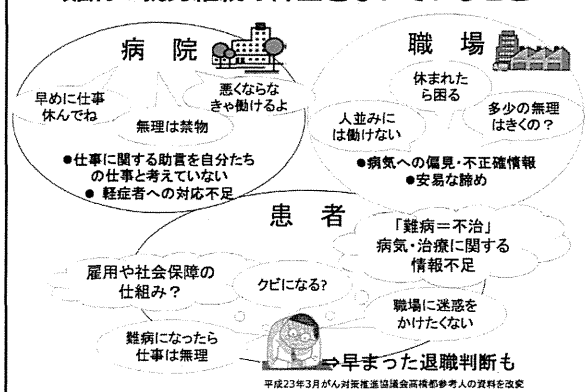 病 院
早めに仕事
休んでね
無理は禁物
悪くならな
きゃ働けるよ
●仕事に関する助言を自分たち
の仕事と考えていない
● 軽症者への対応不足
職 場
休まれた
ら困る
人並みに
は働けない
多少の無理
はきくの?
●病気への偏見・不正確情報
●安易な諦め
患 者
雇用や社会保障の
仕組み?
クビになる?
「難病=不治」
病気・治療に関する
情報不足
難病になったら
仕事は無理
職場に迷惑を
かけたくない
⇒早まった退職判断も
平成23年3月がん対策推進協議会高橋都参考人の資料を改変